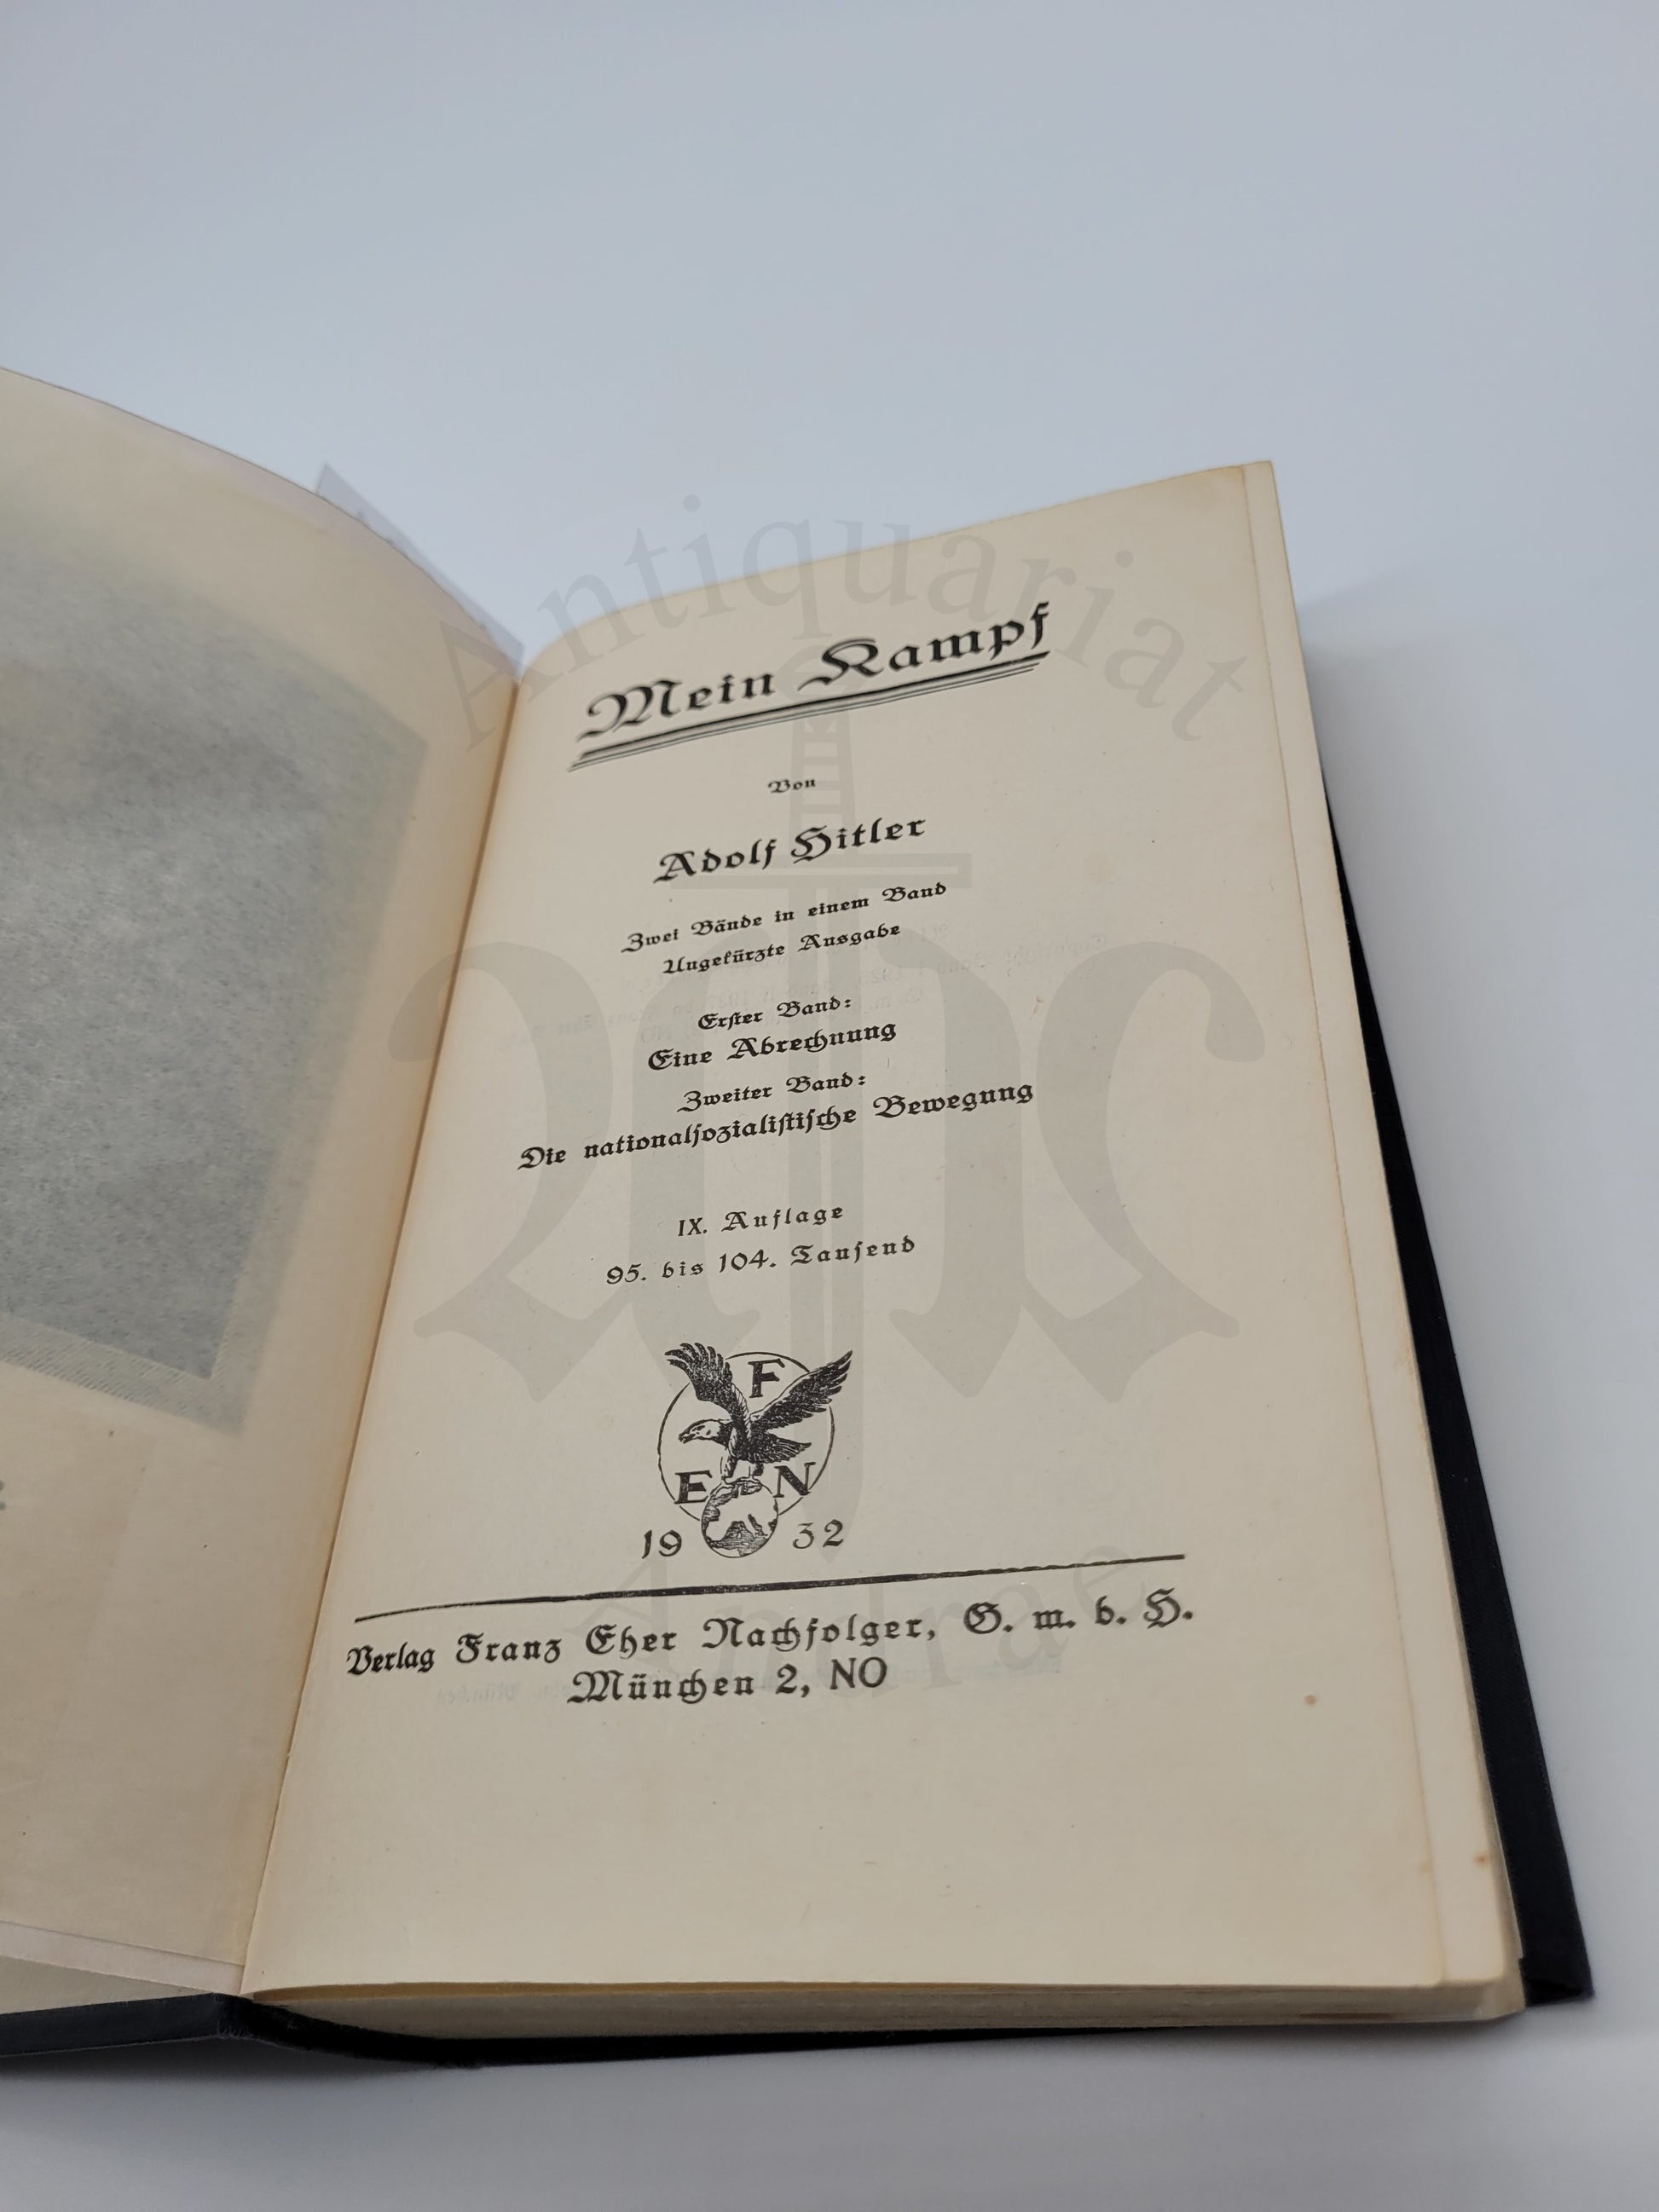 Mein Kampf
Von
Adolf Hitler
Zwei Bände in einem Band
Ungekürzte Ausgabe
Erster Band:
Eine Abrechnung
Zweiter Band:
Die nationalsozialistische Bewegung
IX. Auflage
95. bis 104. Tausend
F
E N
19 32
Verlag Franz Eher Nachfolger, G. m. b. H.
München 2, NO
Antiquariat
Andrae